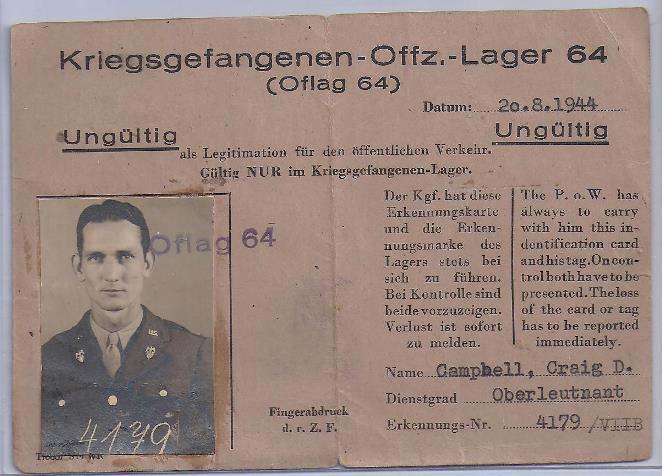 Kriegsgefangenen-Offz.-Lager 64
(Oflag 64)
Datum: 2o.8.1944
Ungültig Ungültig
als Legitimation für den öffentlichen Verkehr.
Gültig NUR im Kriegsgefangenen-Lager.
Der Kgf. hat diese
Erkennungskarte
und die Erken-
nungsmarke des
Lagers stets bei
sich zu führen.
Bei Kontrolle sind
beide vorzuzeigen.
Verlust ist sofort
zu melden.
The P. o. W. has
always to carry
with him this in-
dentification card
and his tag. On con-
trol both have to be
presented. The loss
of the card or tag
has to be reported
immediately.
Oflag 64
4179
Fingerabdruck
d. r. Z. F.
Name Campbell, Craig D.
Dienstgrad Oberleutnant
Erkennungs-Nr. 4179 /VIIB